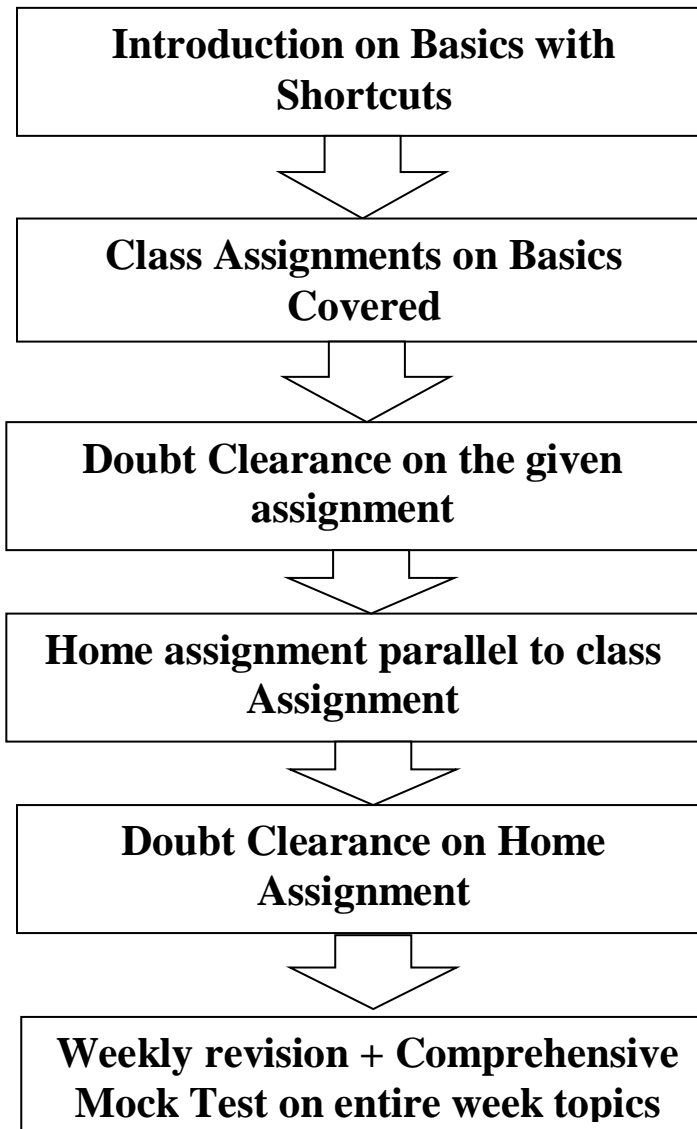 Introduction on Basics with
Shortcuts
Class Assignments on Basics
Covered
Doubt Clearance on the given
assignment
Home assignment parallel to class
Assignment
Doubt Clearance on Home
Assignment
Weekly revision + Comprehensive
Mock Test on entire week topics